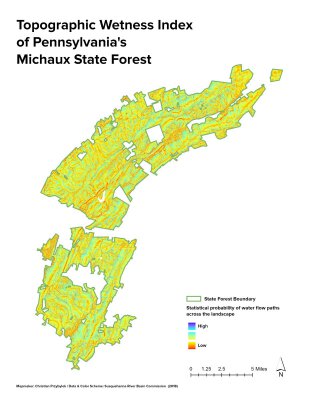 Topographic Wetness Index
of Pennsylvania's
Michaux State Forest
State Forest Boundary
Statistical probability of water flow paths
across the landscape
High
Low
0 1.25 2.5 5 Miles
N
Mapmaker: Christian Przybylek | Data & Color Scheme: Susquehanna River Basin Commission (2018)